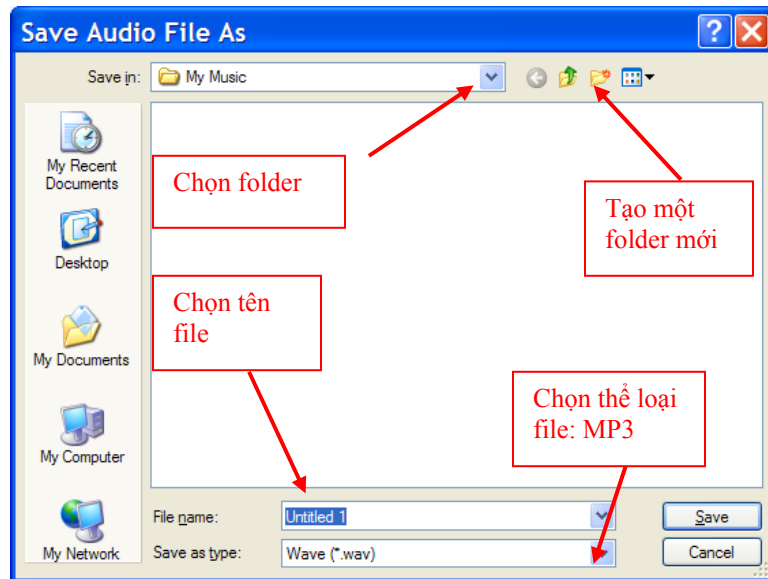 Save Audio File As
Save in:
My Music
My Recent
Documents
Desktop
My Documents
My Computer
My Network
Chọn folder
Tạo một
folder mới
Chọn tên
file
Chọn thể loại
file: MP3
File name:
Untitled 1
Save
Save as type:
Wave (*.wav)
Cancel